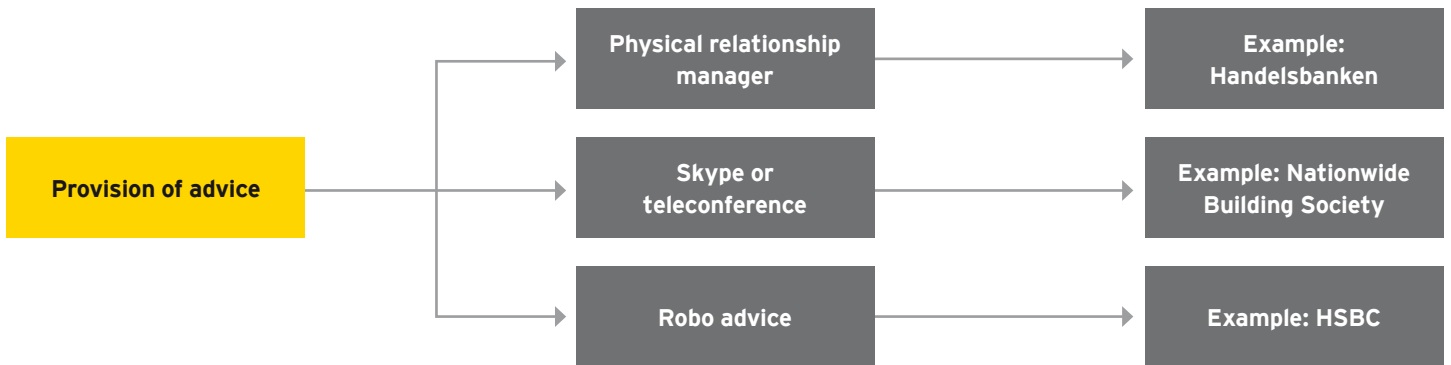 Physical relationship
manager
Example:
Handelsbanken
Provision of advice
Skype or
teleconference
Example: Nationwide
Building Society
Robo advice
Example: HSBC